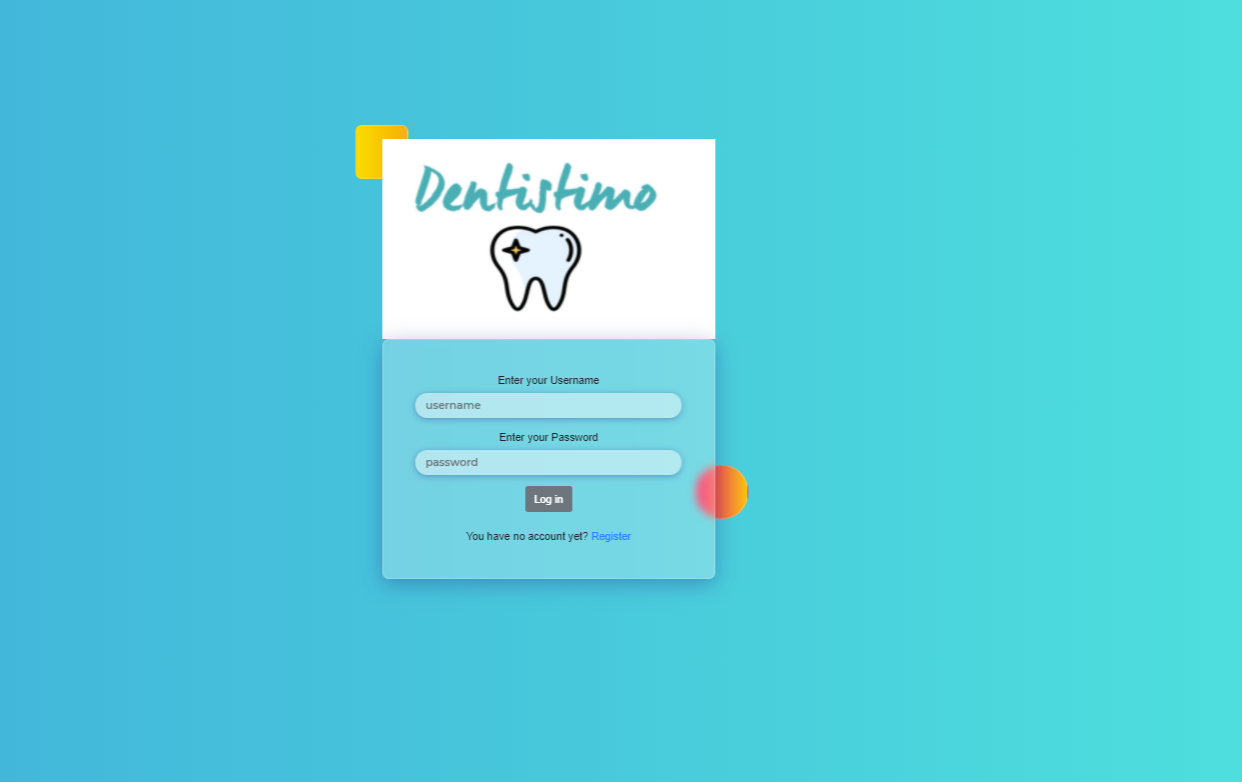 Dentistimo
Enter your Username
username
Enter your Password
password
Log in
You have no account yet? Register